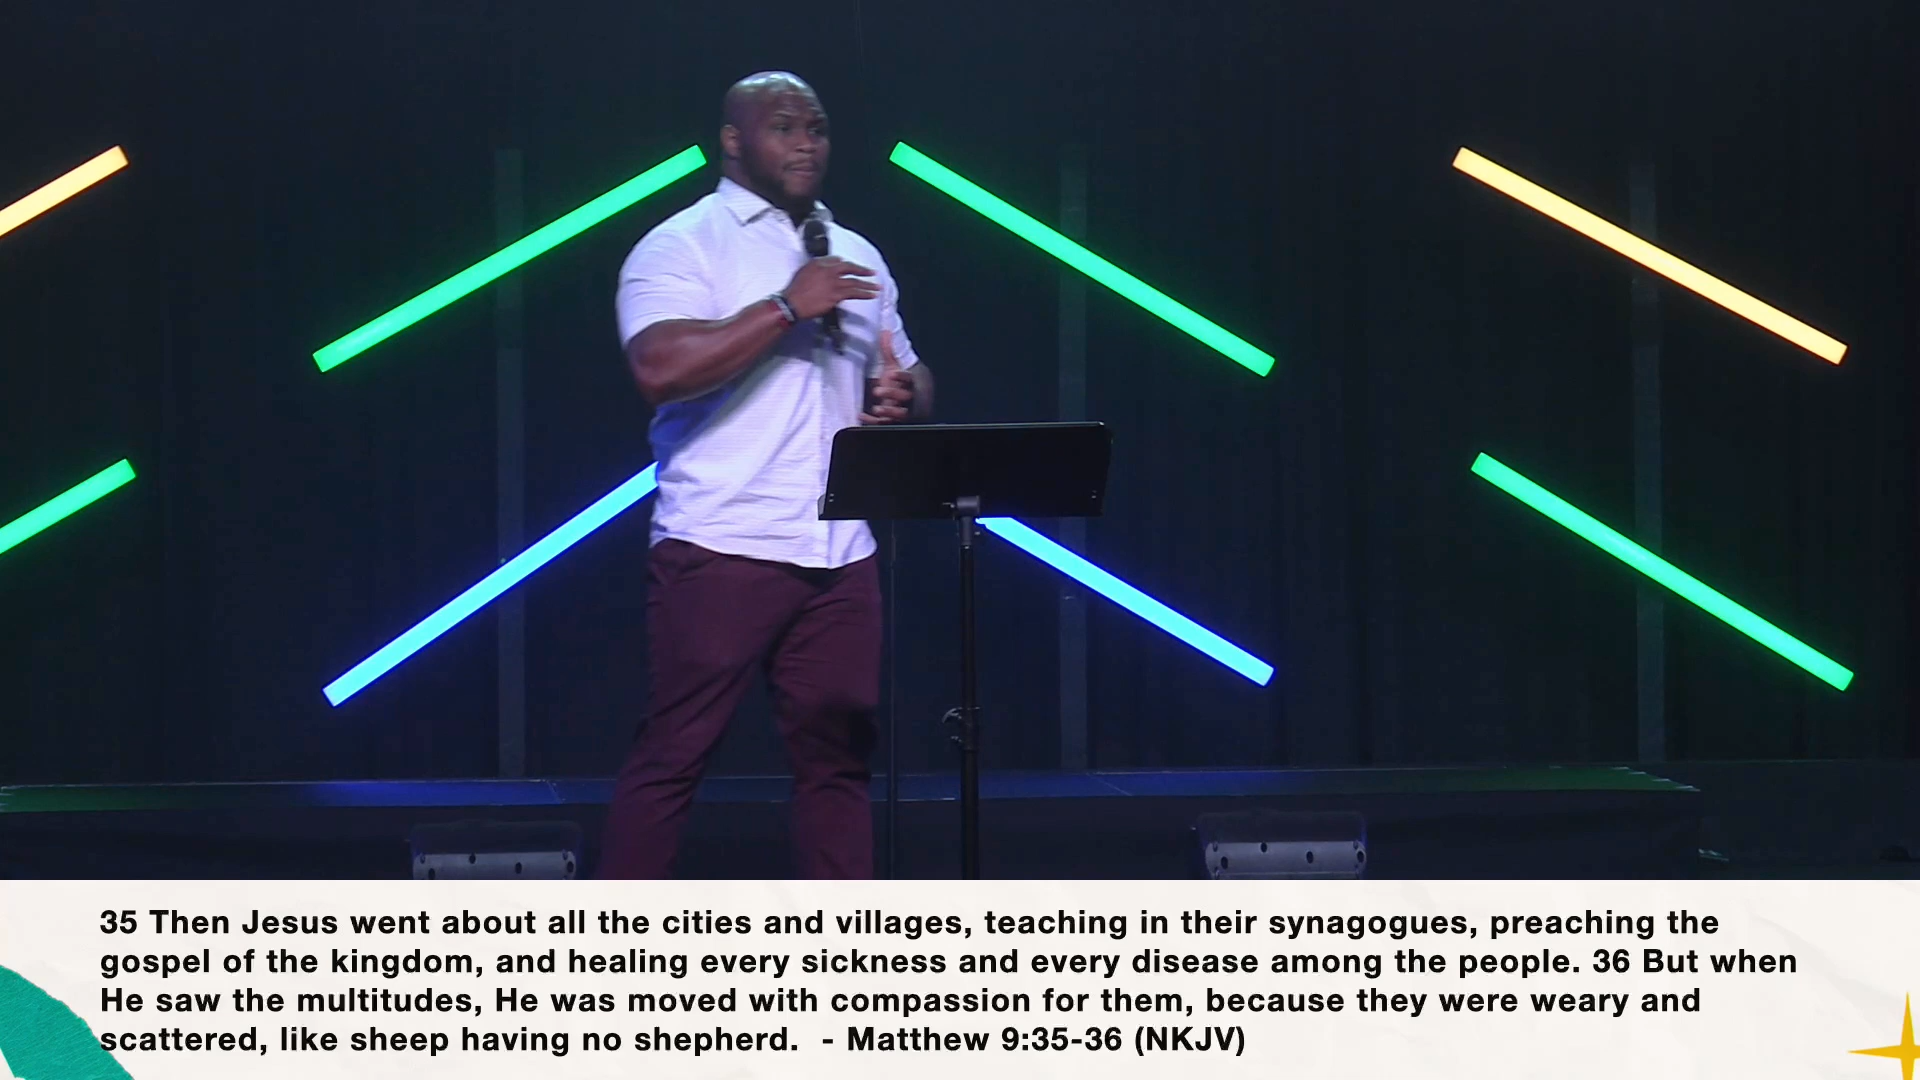 35 Then Jesus went about all the cities and villages, teaching in their synagogues, preaching the
gospel of the kingdom, and healing every sickness and every disease among the people. 36 But when
He saw the multitudes, He was moved with compassion for them, because they were weary and
scattered, like sheep having no shepherd.  - Matthew 9:35-36 (NKJV)